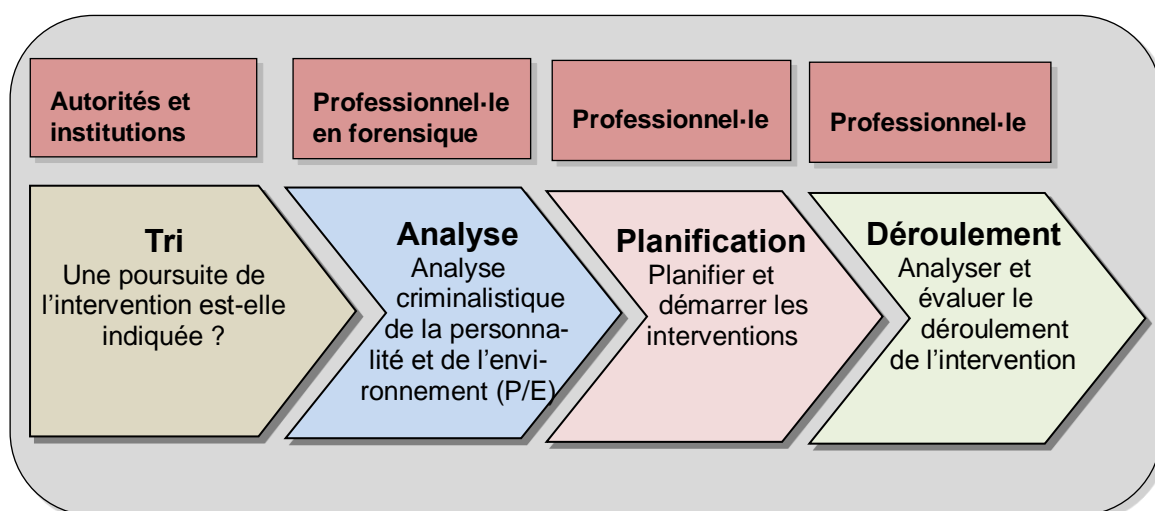 Autorités et
institutions
Professionnel·le
en forensique
Professionnel·le
Professionnel·le
Tri
Une poursuite de
l’intervention est-elle
indiquée ?
Analyse
Analyse
criminalistique
de la personna-
lité et de l’envi-
ronnement (P/E)
Planification
Planifier et
démarrer les
interventions
Déroulement
Analyser et
évaluer le
déroulement
de l’intervention